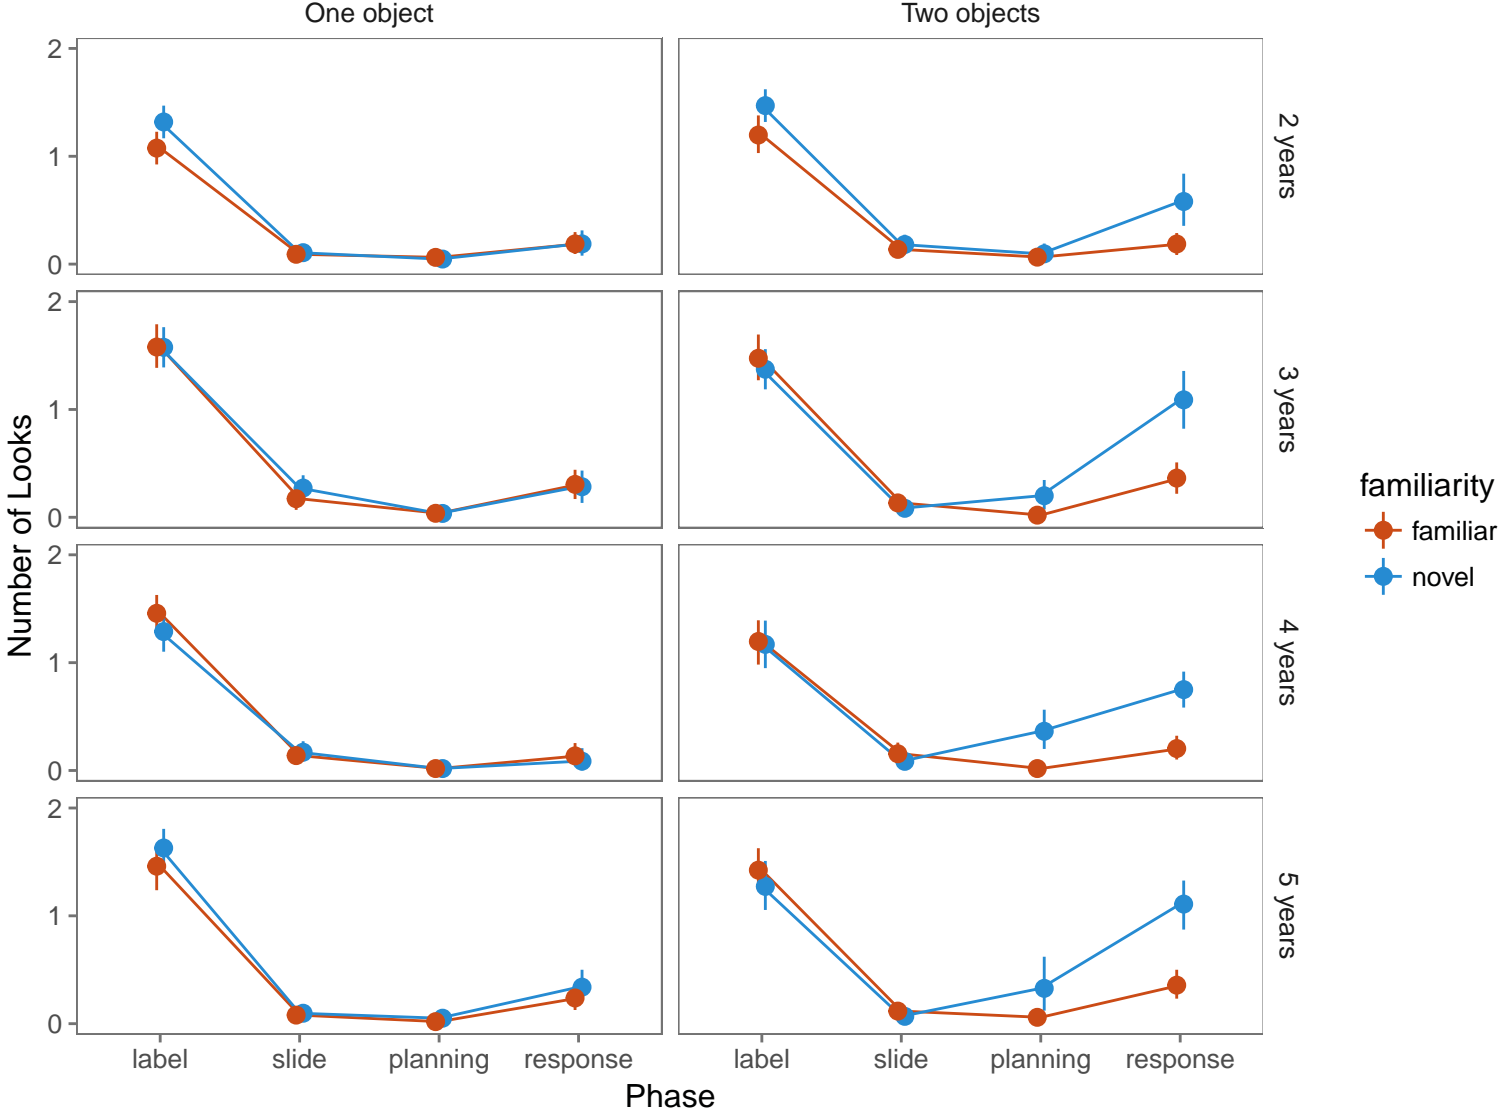 One object
Two objects
2
1
0
2 years
2
1
0
3 years
2
1
0
4 years
2
1
0
5 years
label
slide
planning
response
label
slide
planning
response
Phase
Number of Looks
familiarity
familiar
novel